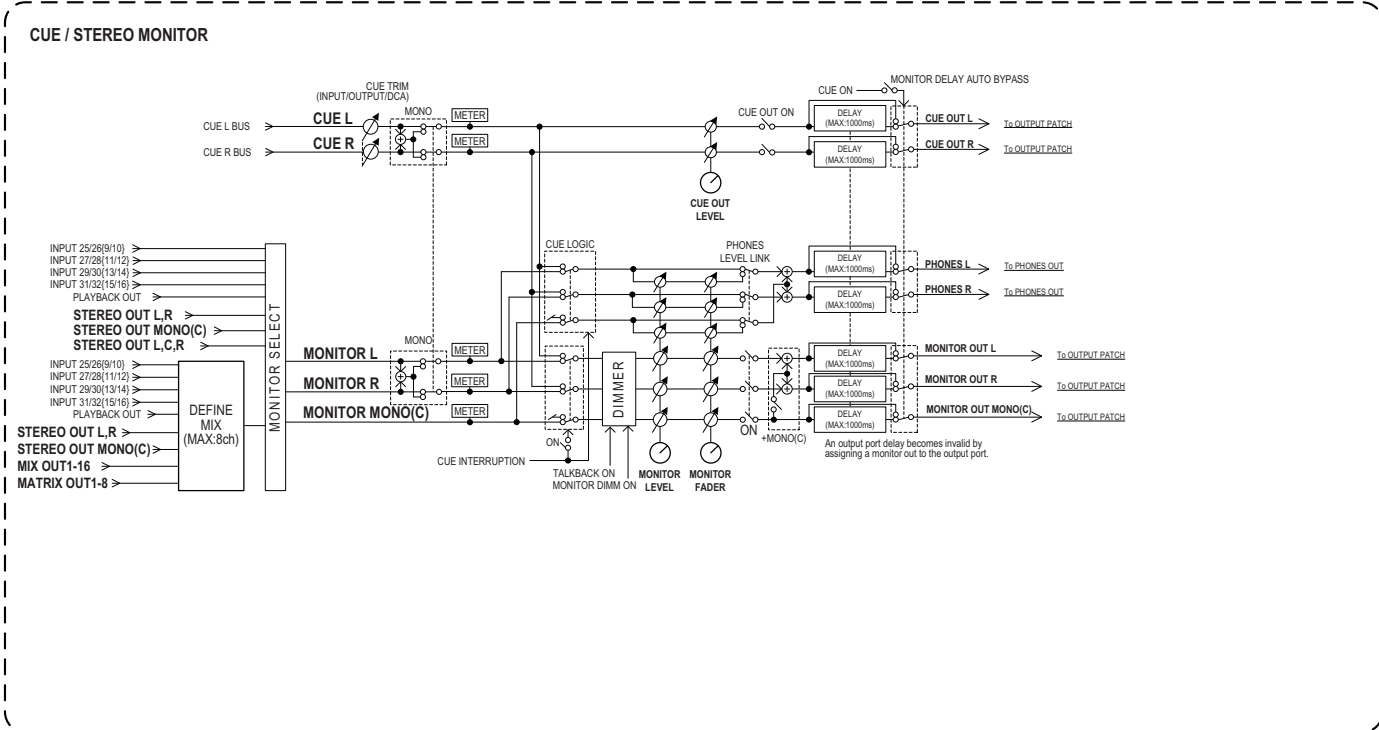 CUE / STEREO MONITOR
MONITOR DELAY AUTO BYPASS
CUE ON
CUE TRIM
(INPUT/OUTPUT/DCA)
MONO
METER
CUE OUT ON
DELAY
(MAX:1000ms)
CUE L BUS
CUE L
CUE OUT L
To OUTPUT PATCH
METER
DELAY
(MAX:1000ms)
CUE R BUS
CUE R
CUE OUT R
To OUTPUT PATCH
CUE OUT
LEVEL
INPUT 25/26{9/10}
INPUT 27/28{11/12}
INPUT 29/30{13/14}
INPUT 31/32{15/16}
PLAYBACK OUT
STEREO OUT L,R
STEREO OUT MONO(C)
STEREO OUT L,C,R
INPUT 25/26{9/10}
INPUT 27/28{11/12}
INPUT 29/30{13/14}
INPUT 31/32{15/16}
PLAYBACK OUT
STEREO OUT L,R
STEREO OUT MONO(C)
MIX OUT1-16
MATRIX OUT1-8
DEFINE
MIX
(MAX:8ch)
MONITOR SELECT
CUE LOGIC
PHONES
LEVEL LINK
DELAY
(MAX:1000ms)
PHONES L
To PHONES OUT
DELAY
(MAX:1000ms)
PHONES R
To PHONES OUT
MONO
MONITOR L
METER
MONITOR R
METER
MONITOR MONO(C)
METER
DIMMER
DELAY
(MAX:1000ms)
MONITOR OUT L
To OUTPUT PATCH
DELAY
(MAX:1000ms)
MONITOR OUT R
To OUTPUT PATCH
DELAY
(MAX:1000ms)
MONITOR OUT MONO(C)
To OUTPUT PATCH
ON
ON
+MONO(C)
CUE INTERRUPTION
TALKBACK ON
MONITOR DIMM ON
MONITOR
LEVEL
MONITOR
FADER
An output port delay becomes invalid by
assigning a monitor out to the output port.